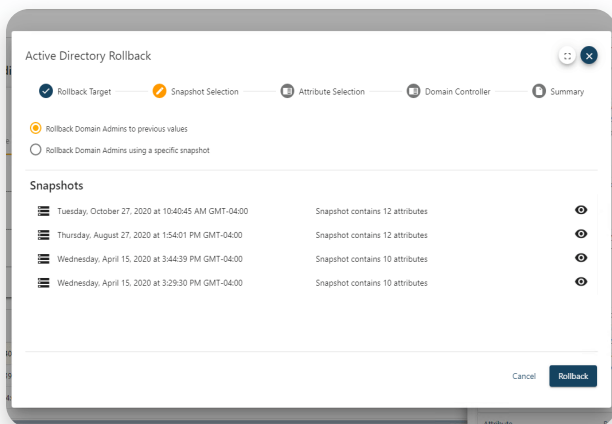 Active Directory Rollback
Rollback Target
Snapshot Selection
Attribute Selection
Domain Controller
Summary
Rollback Domain Admins to previous values
Rollback Domain Admins using a specific snapshot
Snapshots
Tuesday, October 27, 2020 at 10:40:45 AM GMT-04:00 Snapshot contains 12 attributes
Thursday, August 27, 2020 at 1:54:01 PM GMT-04:00 Snapshot contains 12 attributes
Wednesday, April 15, 2020 at 3:44:39 PM GMT-04:00 Snapshot contains 10 attributes
Wednesday, April 15, 2020 at 3:29:30 PM GMT-04:00 Snapshot contains 10 attributes
Cancel Rollback
Attribute